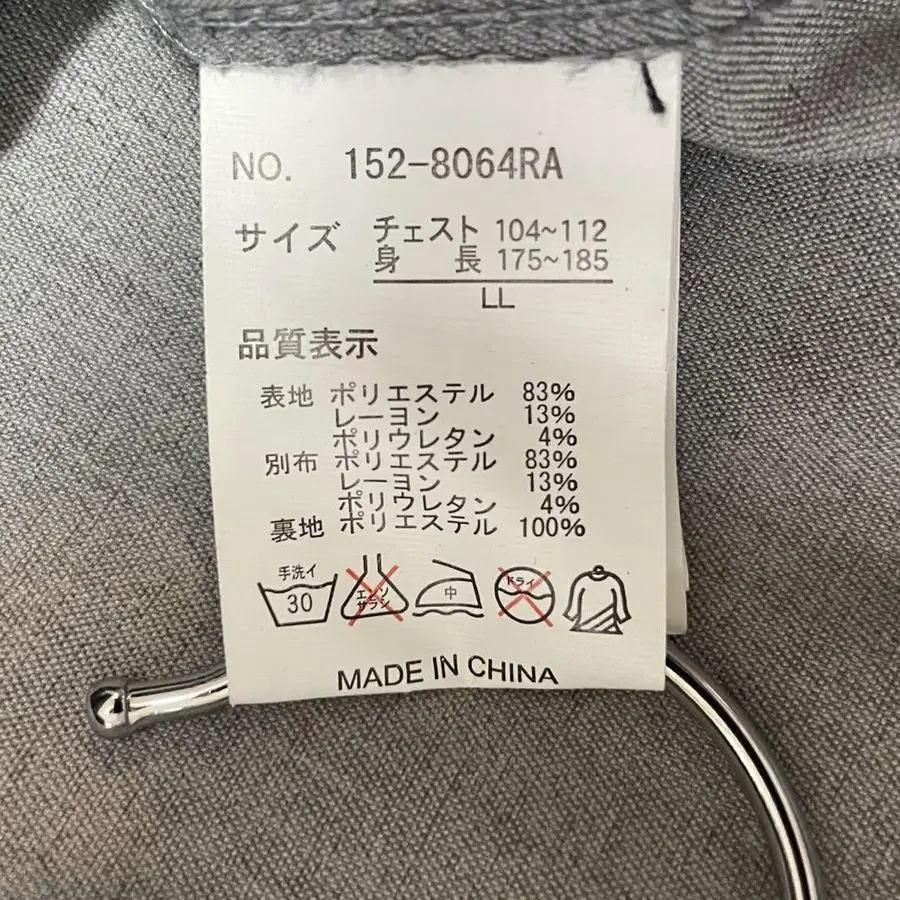 NO. 152-8064RA
サイズ チェスト 104~112
身 長 175~185
LL
品質表示
表地 ポリエステル 83%
レーヨン 13%
ポリウレタン 4%
別布 ポリエステル 83%
レーヨン 13%
ポリウレタン 4%
裏地 ポリエステル 100%
手洗イ 30 エンソ サラシ 中 ドライ
MADE IN CHINA